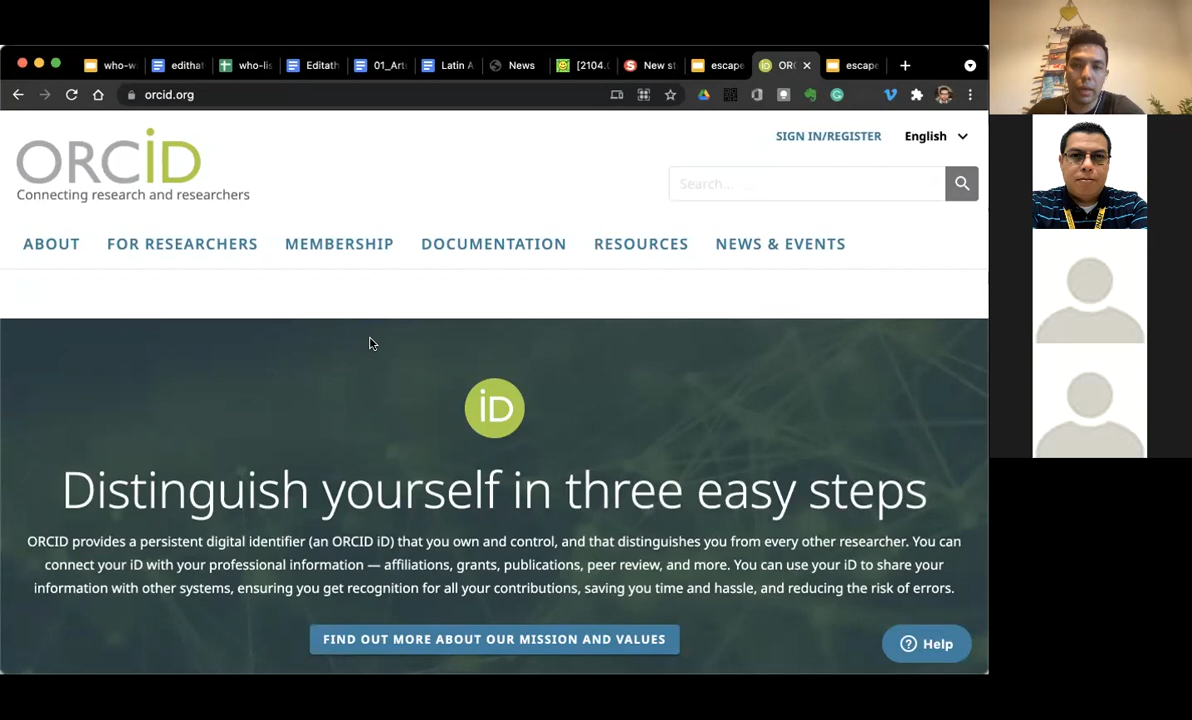 who-w
edithat
who-lis
Editath
01_Art
Latin A
News
[2104.
New st
escape
ORC
escape
orcid.org
ORCiD
Connecting research and researchers
SIGN IN/REGISTER
English
Search...
ABOUT
FOR RESEARCHERS
MEMBERSHIP
DOCUMENTATION
RESOURCES
NEWS & EVENTS
iD
Distinguish yourself in three easy steps
ORCID provides a persistent digital identifier (an ORCID iD) that you own and control, and that distinguishes you from every other researcher. You can
connect your iD with your professional information — affiliations, grants, publications, peer review, and more. You can use your iD to share your
information with other systems, ensuring you get recognition for all your contributions, saving you time and hassle, and reducing the risk of errors.
FIND OUT MORE ABOUT OUR MISSION AND VALUES
Help